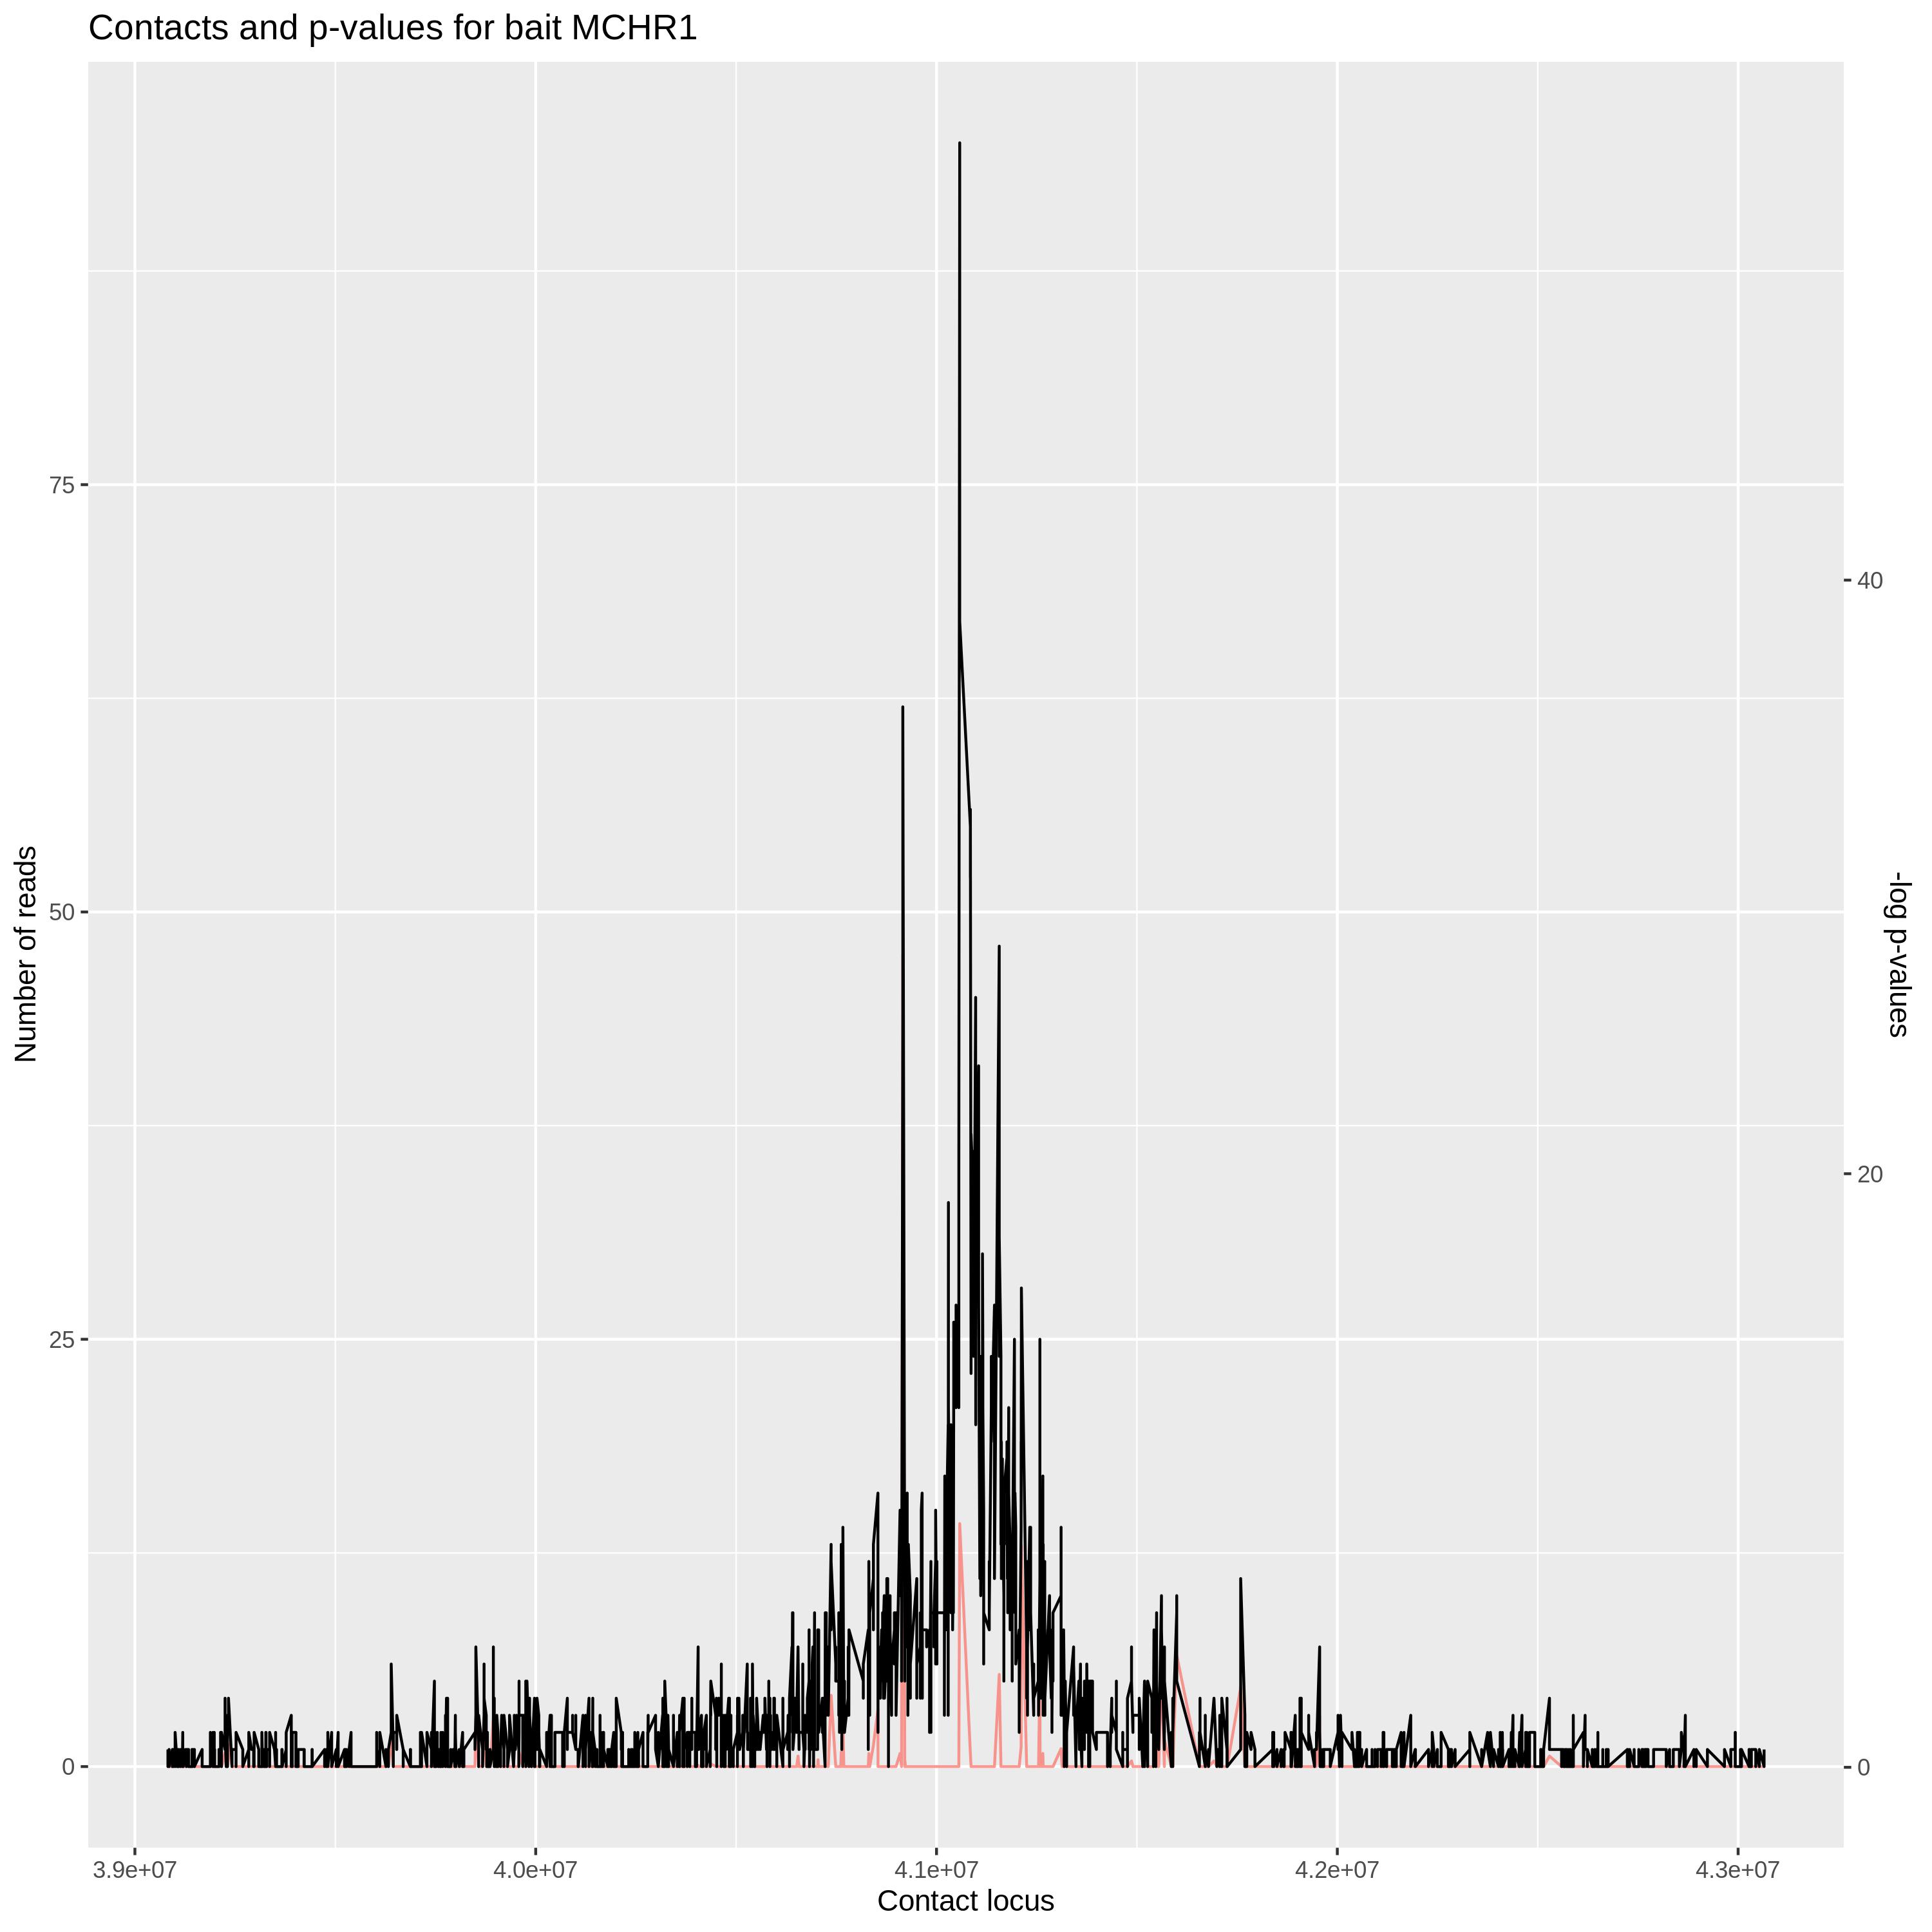 Contacts and p-values for bait MCHR1
75
50
25
0
Number of reads
40
20
0
-log p-values
3.9e+07
4.0e+07
4.1e+07
4.2e+07
4.3e+07
Contact locus